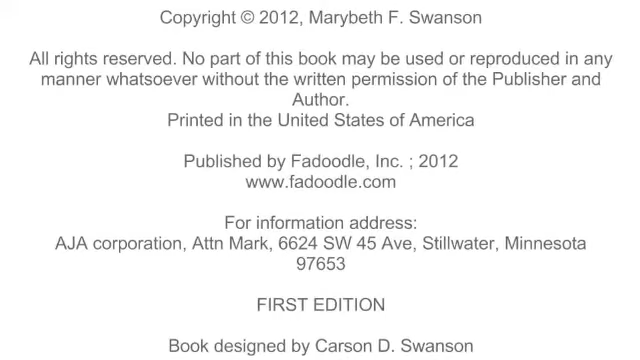 Copyright © 2012, Marybeth F. Swanson
All rights reserved. No part of this book may be used or reproduced in any
manner whatsoever without the written permission of the Publisher and
Author.
Printed in the United States of America
Published by Fadoodle, Inc. ; 2012
www.fadoodle.com
For information address:
AJA corporation, Attn Mark, 6624 SW 45 Ave, Stillwater, Minnesota
97653
FIRST EDITION
Book designed by Carson D. Swanson